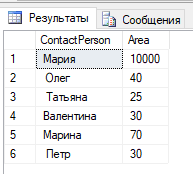 Результаты Сообщения
ContactPerson Area
1 Мария 10000
2 Олег 40
3 Татьяна 25
4 Валентина 30
5 Марина 70
6 Петр 30